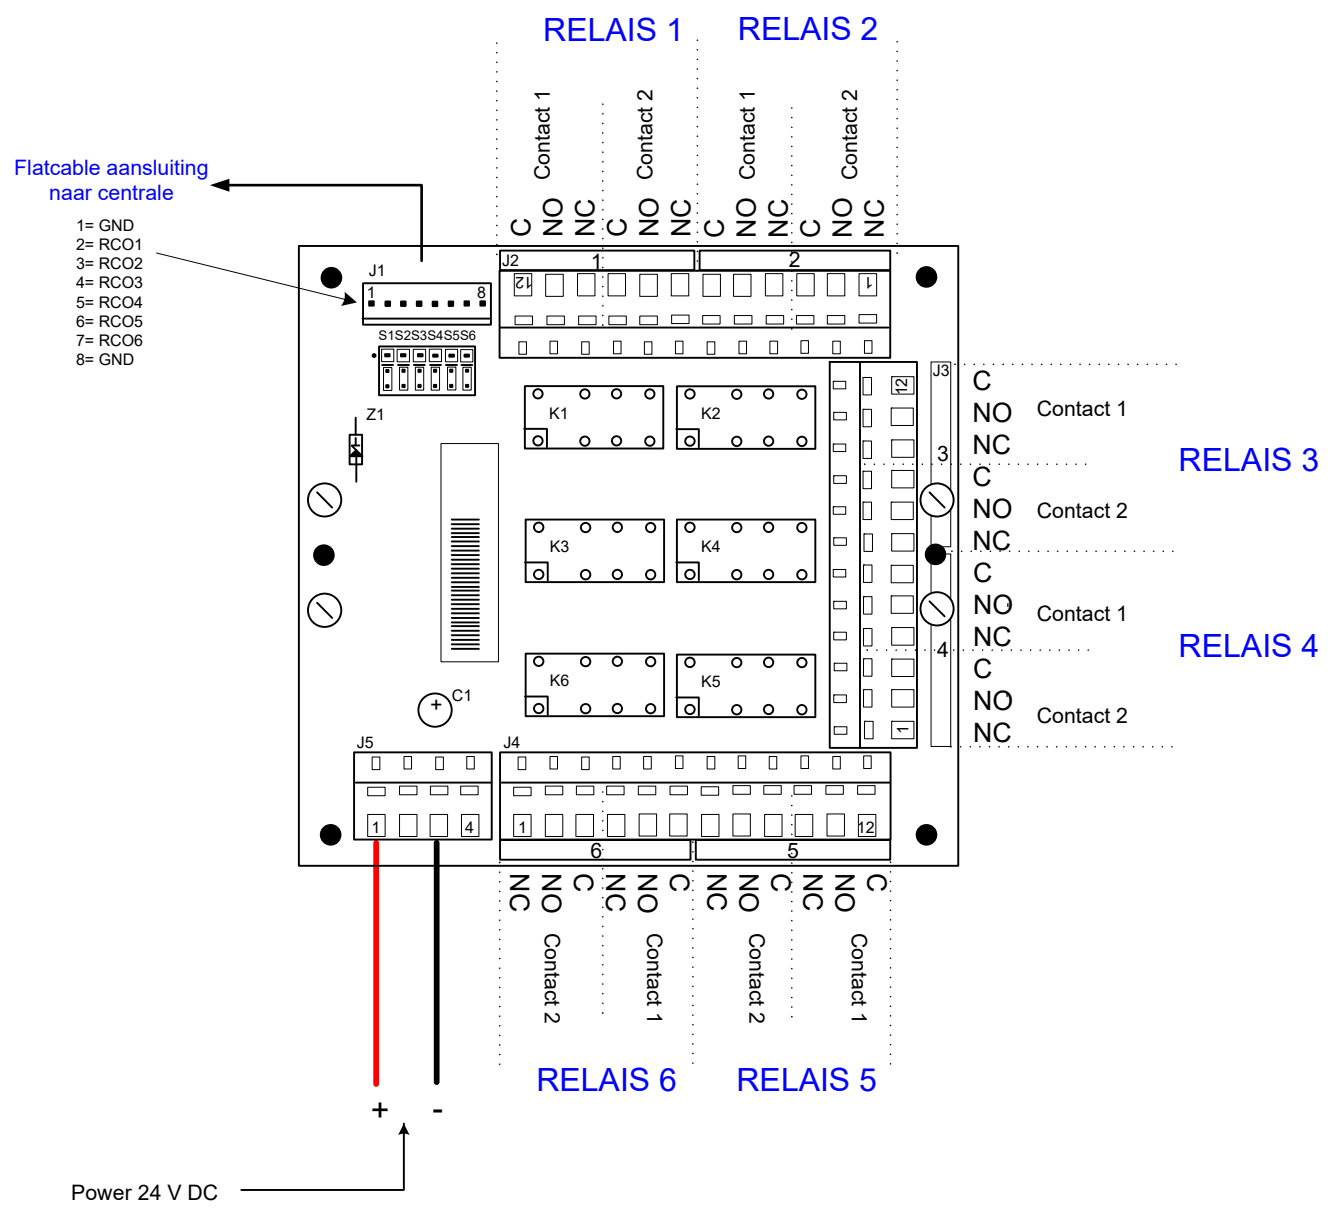 RELAIS 1
RELAIS 2
Contact 1
Contact 2
Contact 1
Contact 2
C NO NC C NO NC C NO NC C NO NC
Flatcable aansluiting
naar centrale
1= GND
2= RCO1
3= RCO2
4= RCO3
5= RCO4
6= RCO5
7= RCO6
8= GND
J1
1 8
S1S2S3S4S5S6
Z1
J2 1 2
12 1
K1
K2
K3
K4
K6
K5
C1
J3
12
3
4
1
C
NO
NC
Contact 1
C
NO
NC
Contact 2
RELAIS 3
C
NO
NC
Contact 1
C
NO
NC
Contact 2
RELAIS 4
J5
1 4
J4
1 12
6 5
NC NO C NC NO C NC NO C NC NO C
Contact 2
Contact 1
Contact 2
Contact 1
RELAIS 6
RELAIS 5
+ -
Power 24 V DC